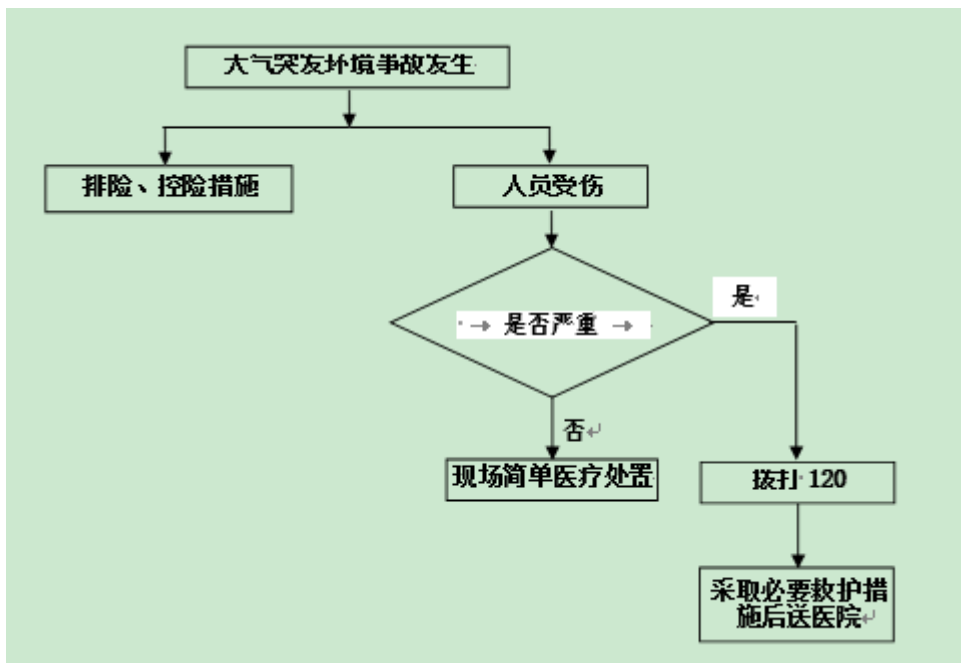 大气突发环境事故发生
排险、控险措施
人员受伤
是
→ 是否严重 →
否
现场简单医疗处置
拨打 120
采取必要救护措
施后送医院